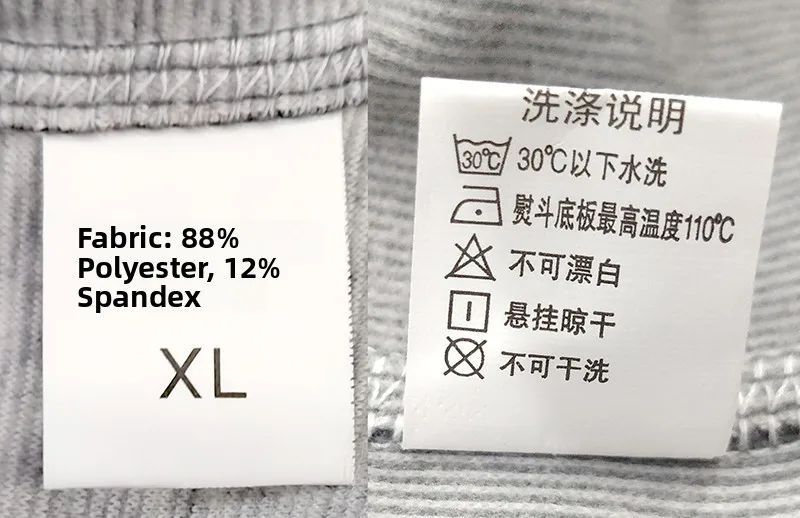 Fabric: 88%
Polyester, 12%
Spandex
XL
洗涤说明
30℃ 30℃以下水洗
熨斗底板最高温度110℃
不可漂白
悬挂晾干
不可干洗